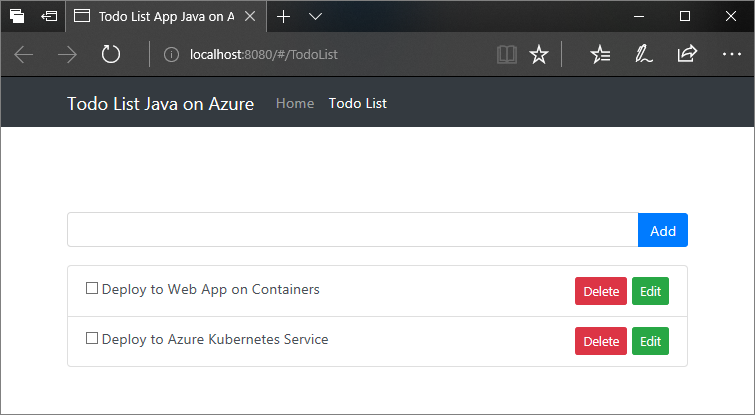 Todo List App Java on A
localhost:8080/#/TodoList
Todo List Java on Azure Home Todo List
Add
Deploy to Web App on Containers Delete Edit
Deploy to Azure Kubernetes Service Delete Edit